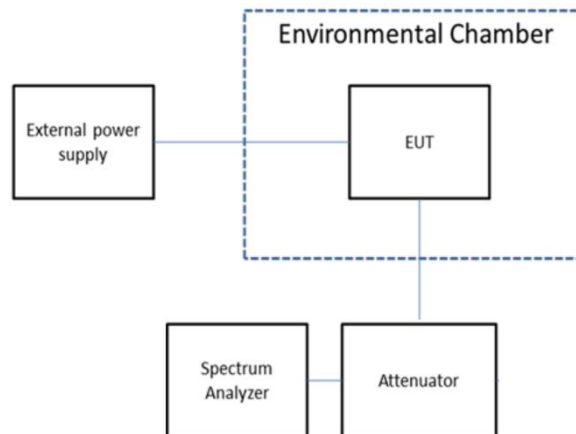 Environmental Chamber
External power
supply
EUT
Spectrum
Analyzer
Attenuator